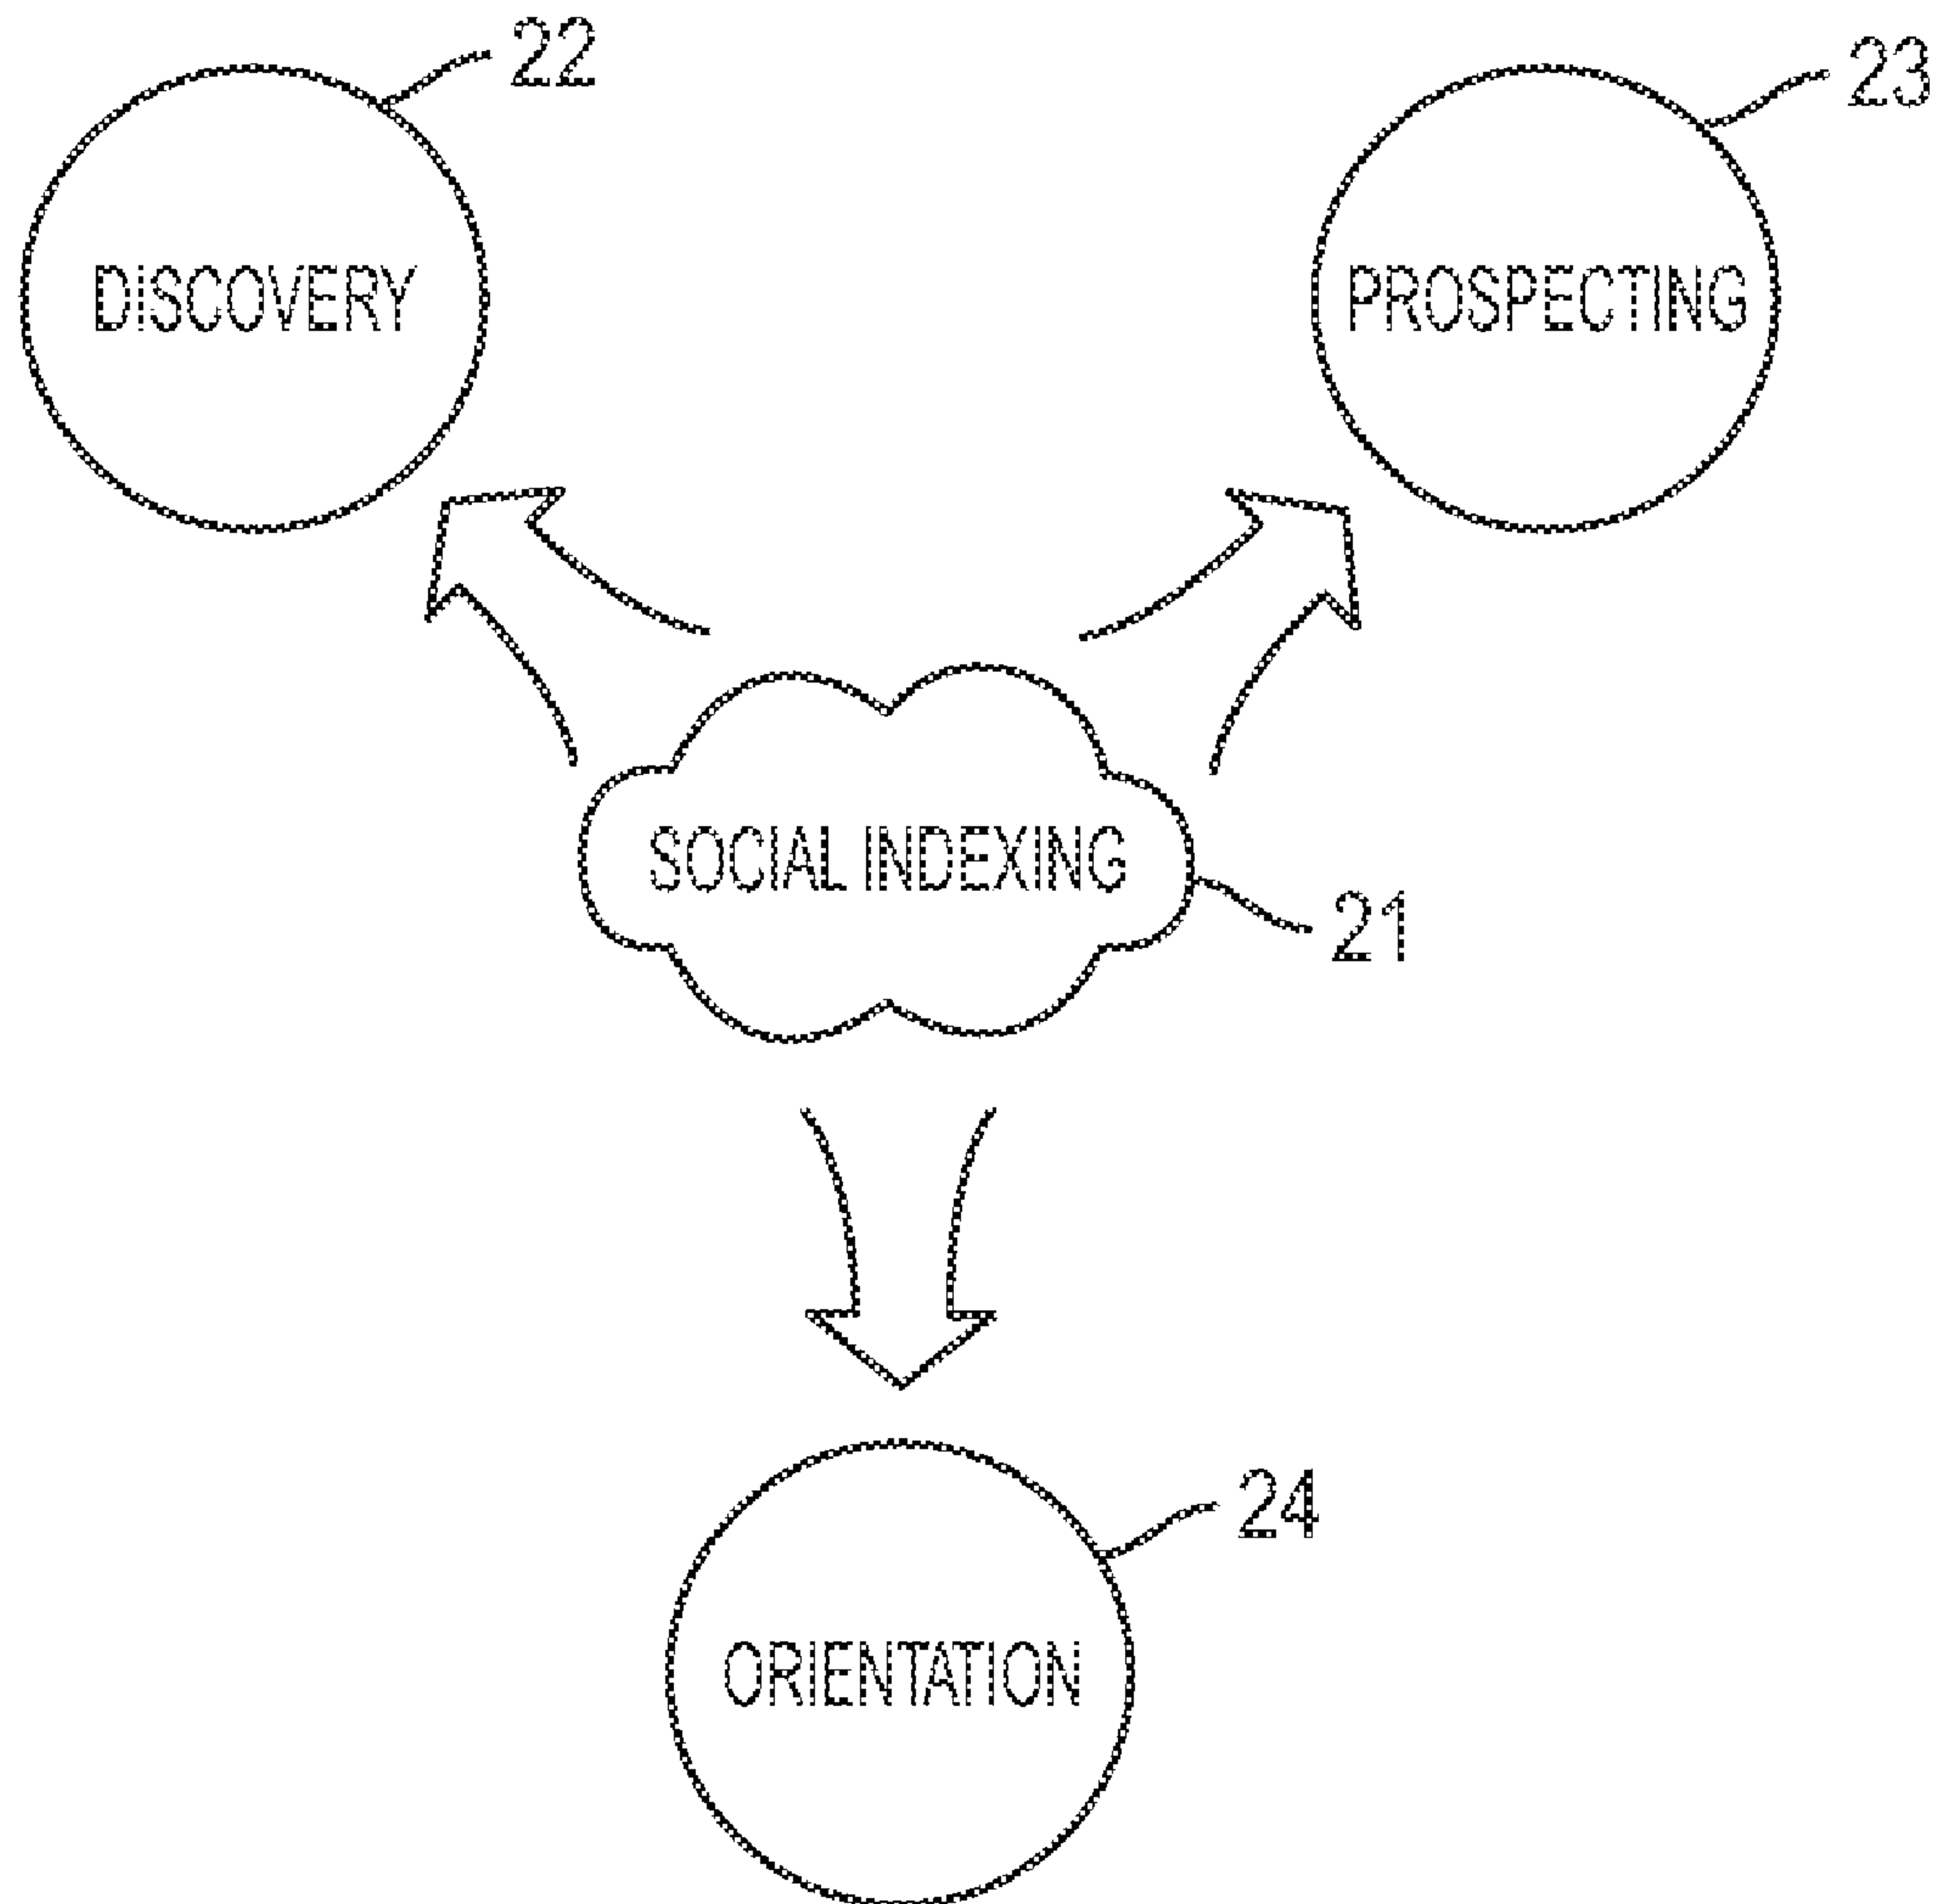 22
23
DISCOVERY
PROSPECTING
SOCIAL INDEXING
21
24
ORIENTATION